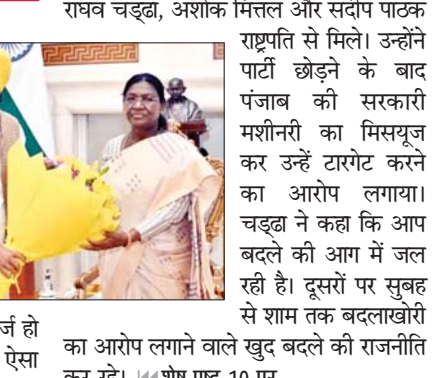 राघव चड्ढा, अशोक मित्तल और संदीप पाठक
राष्ट्रपति से मिले। उन्होंने
पार्टी छोड़ने के बाद
पंजाब की सरकारी
मशीनरी का मिसयूज
कर उन्हें टारगेट करने
का आरोप लगाया।
चड्ढा ने कहा कि आप
बदले की आग में जल
रही है। दूसरों पर सुबह
से शाम तक बदलाखोरी
का आरोप लगाने वाले खुद बदले की राजनीति
कर रहे। शेष पृष्ठ 10 पर
र्ज हो
ऐसा